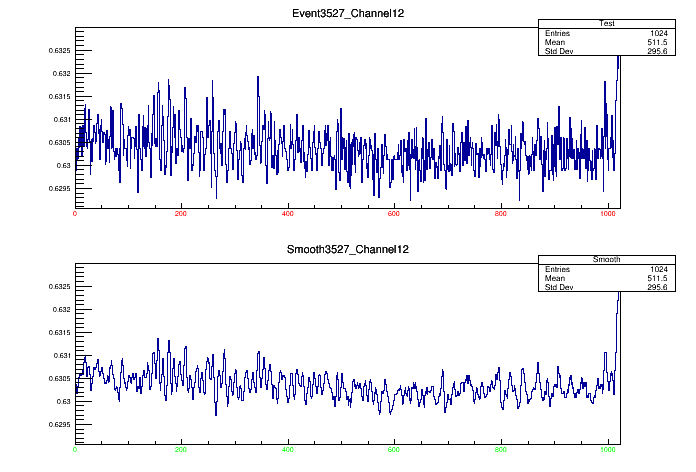 Event3527_Channel12
Test
Entries 1024
Mean 511.5
Std Dev 295.6
0.6325
0.632
0.6315
0.631
0.6305
0.63
0.6295
0 200 400 600 800 1000
Smooth3527_Channel12
Smooth
Entries 1024
Mean 511.5
Std Dev 295.6
0.6325
0.632
0.6315
0.631
0.6305
0.63
0.6295
0 200 400 600 800 1000